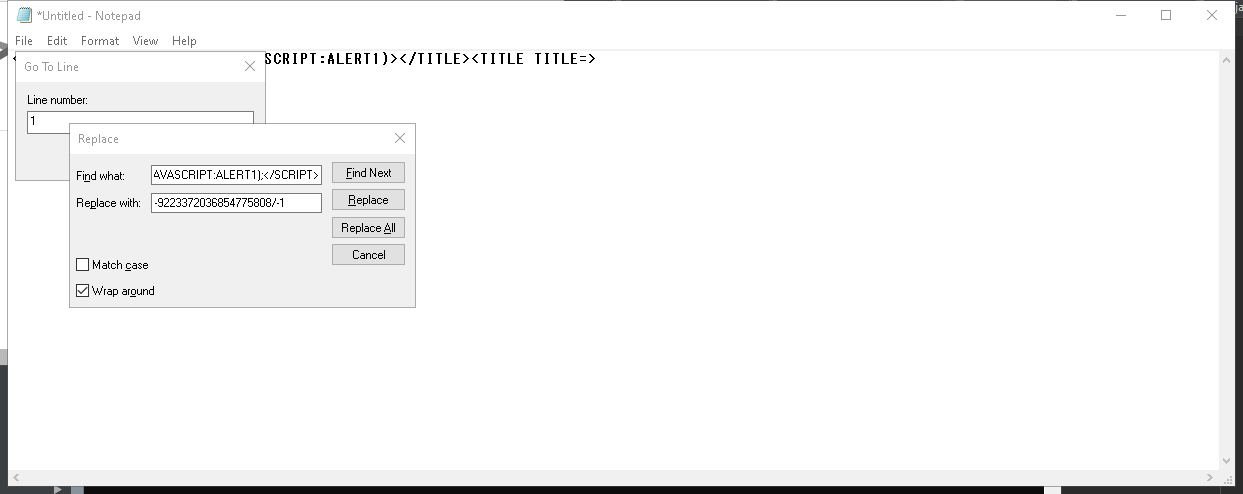 *Untitled - Notepad
File Edit Format View Help
SCRIPT:ALERT1)></TITLE><TITLE TITLE=>
Go To Line
Line number:
1
Replace
Find what: AVASCRIPT:ALERT1);</SCRIPT> Find Next
Replace with: -9223372036854775808/-1 Replace
Replace All
Cancel
Match case
Wrap around